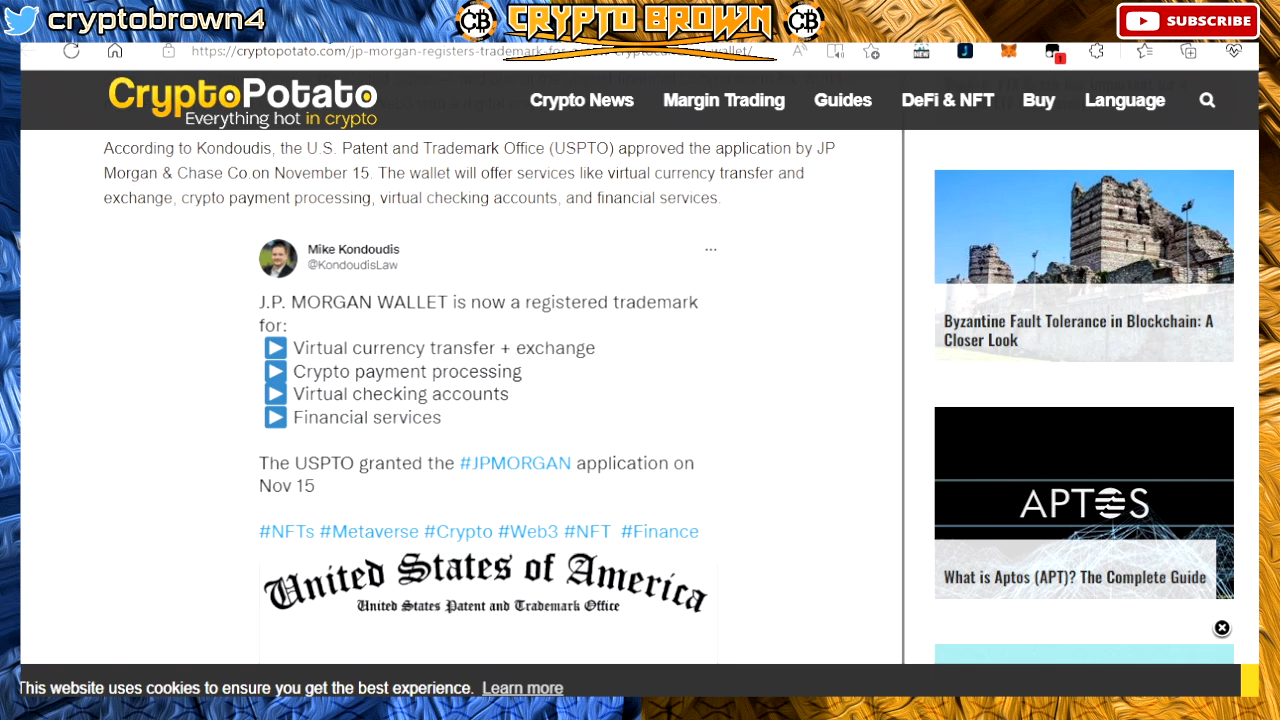 cryptobrown4
CRYPTO BROWN
SUBSCRIBE
https://cryptopotato.com/jp-morgan-registers-trademark-for
wallet/
CryptoPotato
Everything hot in crypto
Crypto News Margin Trading Guides DeFi & NFT Buy Language
According to Kondoudis, the U.S. Patent and Trademark Office (USPTO) approved the application by JP
Morgan & Chase Co.on November 15. The wallet will offer services like virtual currency transfer and
exchange, crypto payment processing, virtual checking accounts, and financial services.
Mike Kondoudis
@KondoudisLaw
J.P. MORGAN WALLET is now a registered trademark
for:
Virtual currency transfer + exchange
Crypto payment processing
Virtual checking accounts
Financial services
The USPTO granted the #JPMORGAN application on
Nov 15
#NFTs #Metaverse #Crypto #Web3 #NFT #Finance
United States of America
United States Patent and Trademark Office
Byzantine Fault Tolerance in Blockchain: A
Closer Look
APTOS
What is Aptos (APT)? The Complete Guide
This website uses cookies to ensure you get the best experience. Learn more